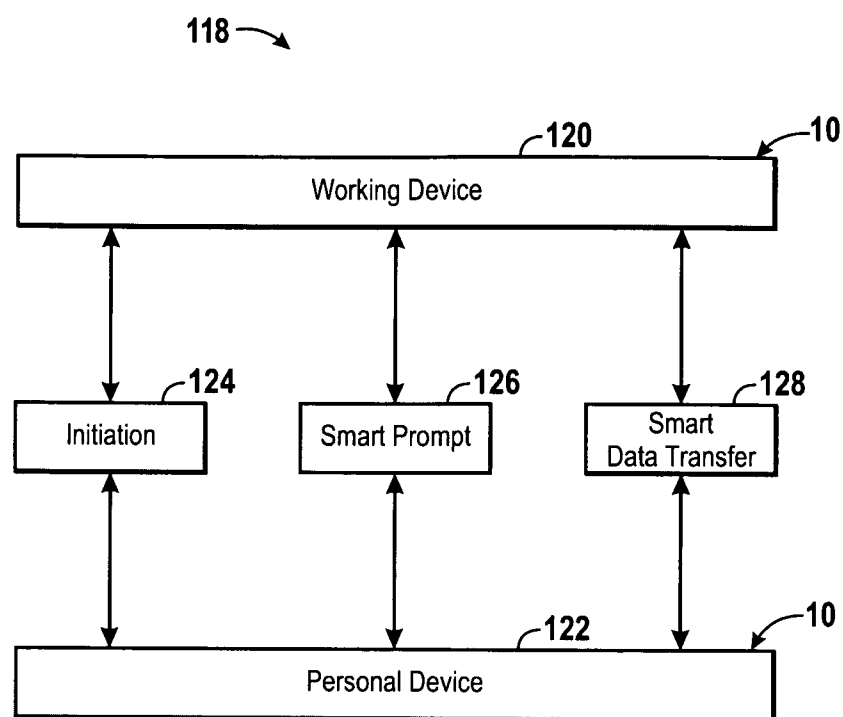 118
120
10
Working Device
124
126
128
Initiation
Smart Prompt
Smart
Data Transfer
122
10
Personal Device